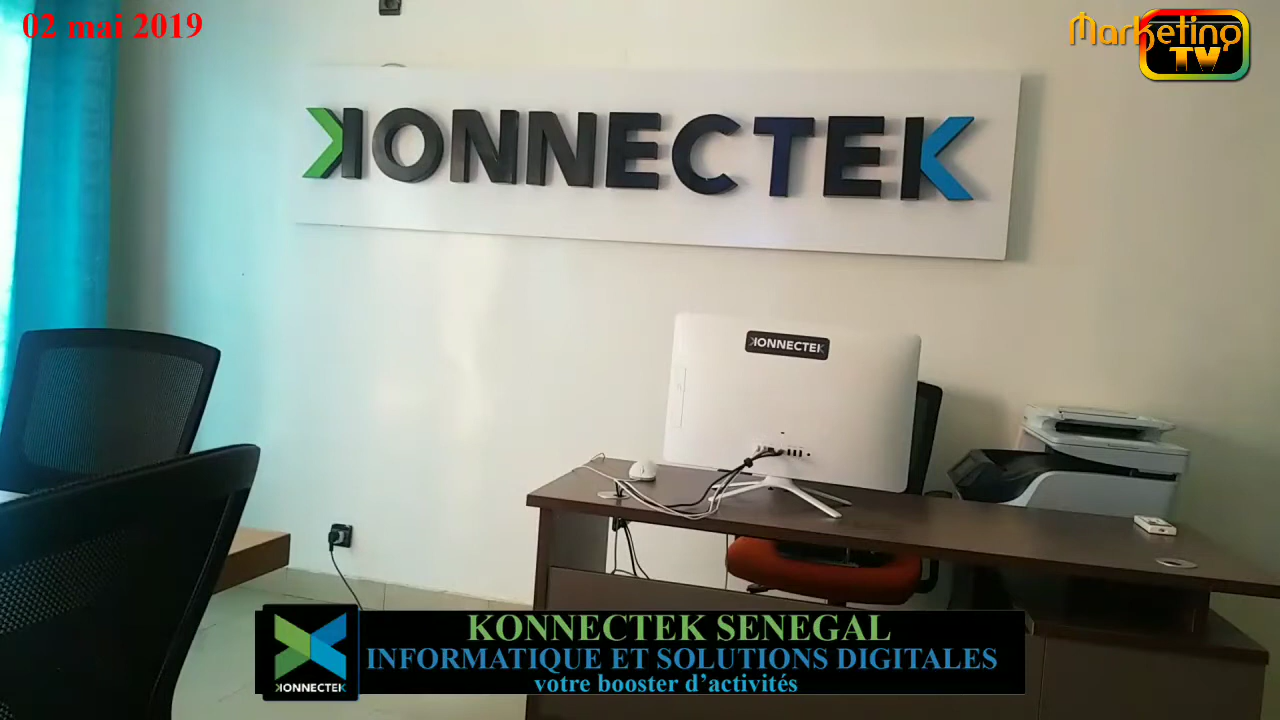 02 mai 2019
Marketing
TV
KONNECTEK
KONNECTEK
KONNECTEK SENEGAL
INFORMATIQUE ET SOLUTIONS DIGITALES
votre booster d'activités
KONNECTEK